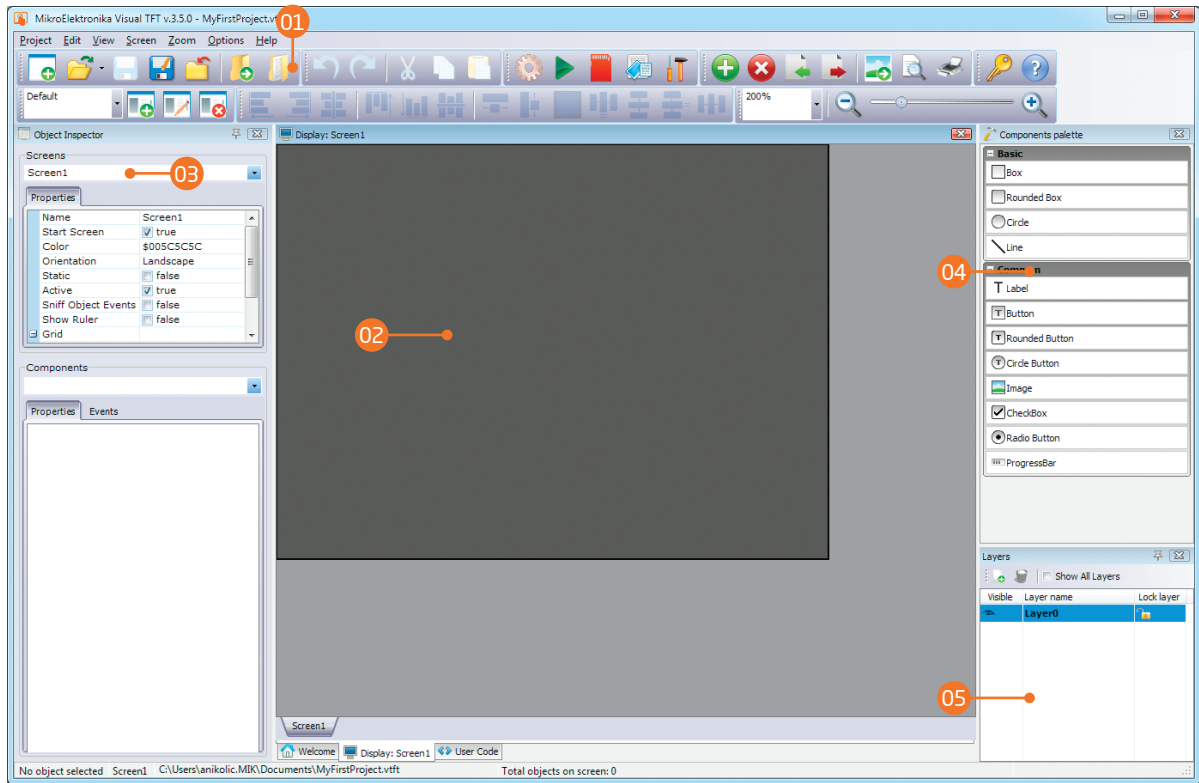 MikroElektronika Visual TFT v.3.5.0 - MyFirstProject.vt
01
Project Edit View Screen Zoom Options Help
Default
200%
Object Inspector
Screens
Screen1
03
Properties
Name Screen1
Start Screen true
Color $005C5C5C
Orientation Landscape
Static false
Active true
Sniff Object Events false
Show Ruler false
Grid
Components
Properties Events
Display: Screen1
02
Screen1
Welcome Display: Screen1 User Code
Components palette
Basic
Box
Rounded Box
Circle
Line
04
Common
T Label
T Button
T Rounded Button
T Circle Button
Image
CheckBox
Radio Button
ProgressBar
Layers
Show All Layers
Visible Layer name Lock layer
Layer0
05
No object selected Screen1 C:\Users\anikolic.MIK\Documents\MyFirstProject.vtft Total objects on screen: 0